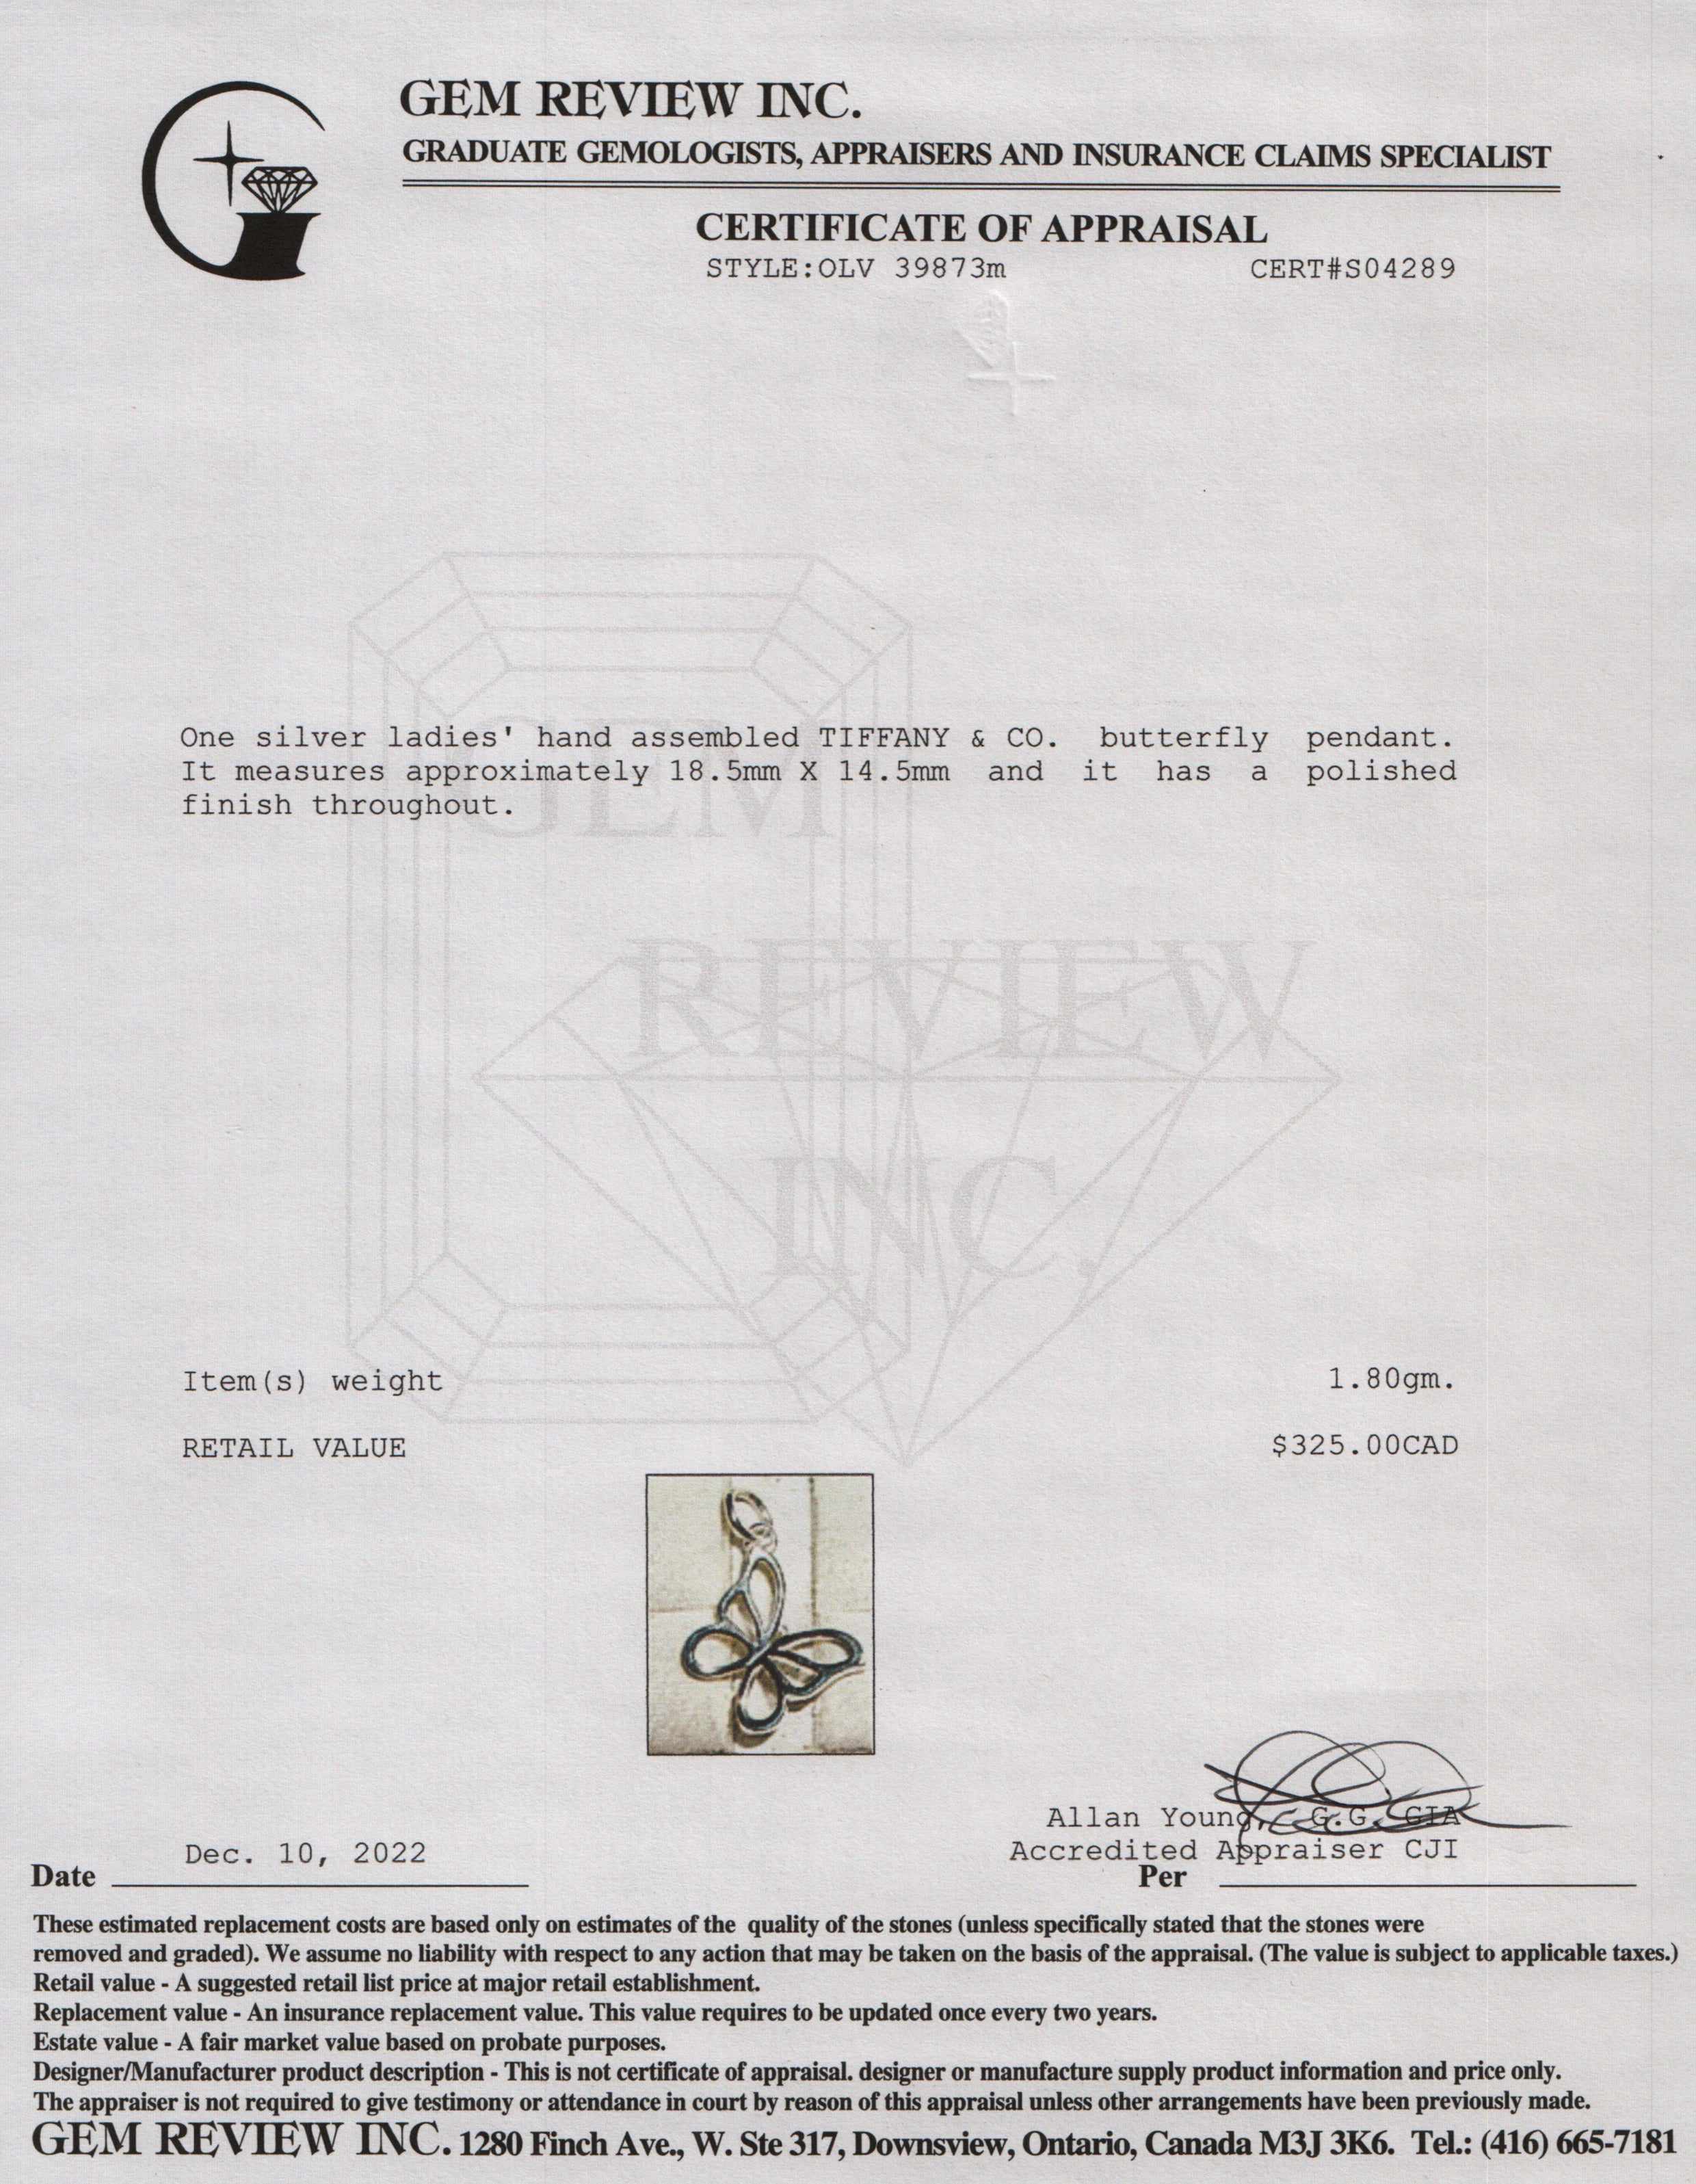 GEM REVIEW INC.
GRADUATE GEMOLOGISTS, APPRAISERS AND INSURANCE CLAIMS SPECIALIST
CERTIFICATE OF APPRAISAL
STYLE:OLV 39873m CERT#S04289
One silver ladies' hand assembled TIFFANY & CO. butterfly pendant.
It measures approximately 18.5mm X 14.5mm and it has a polished
finish throughout.
GEM
REVIEW
INC.
Item(s) weight 1.80gm.
RETAIL VALUE $325.00CAD
Allan Young, G.G. GIA
Dec. 10, 2022 Accredited Appraiser CJI
Date Per
These estimated replacement costs are based only on estimates of the quality of the stones (unless specifically stated that the stones were
removed and graded). We assume no liability with respect to any action that may be taken on the basis of the appraisal. (The value is subject to applicable taxes.)
Retail value - A suggested retail list price at major retail establishment.
Replacement value - An insurance replacement value. This value requires to be updated once every two years.
Estate value - A fair market value based on probate purposes.
Designer/Manufacturer product description - This is not certificate of appraisal. designer or manufacture supply product information and price only.
The appraiser is not required to give testimony or attendance in court by reason of this appraisal unless other arrangements have been previously made.
GEM REVIEW INC. 1280 Finch Ave., W. Ste 317, Downsview, Ontario, Canada M3J 3K6. Tel.: (416) 665-7181